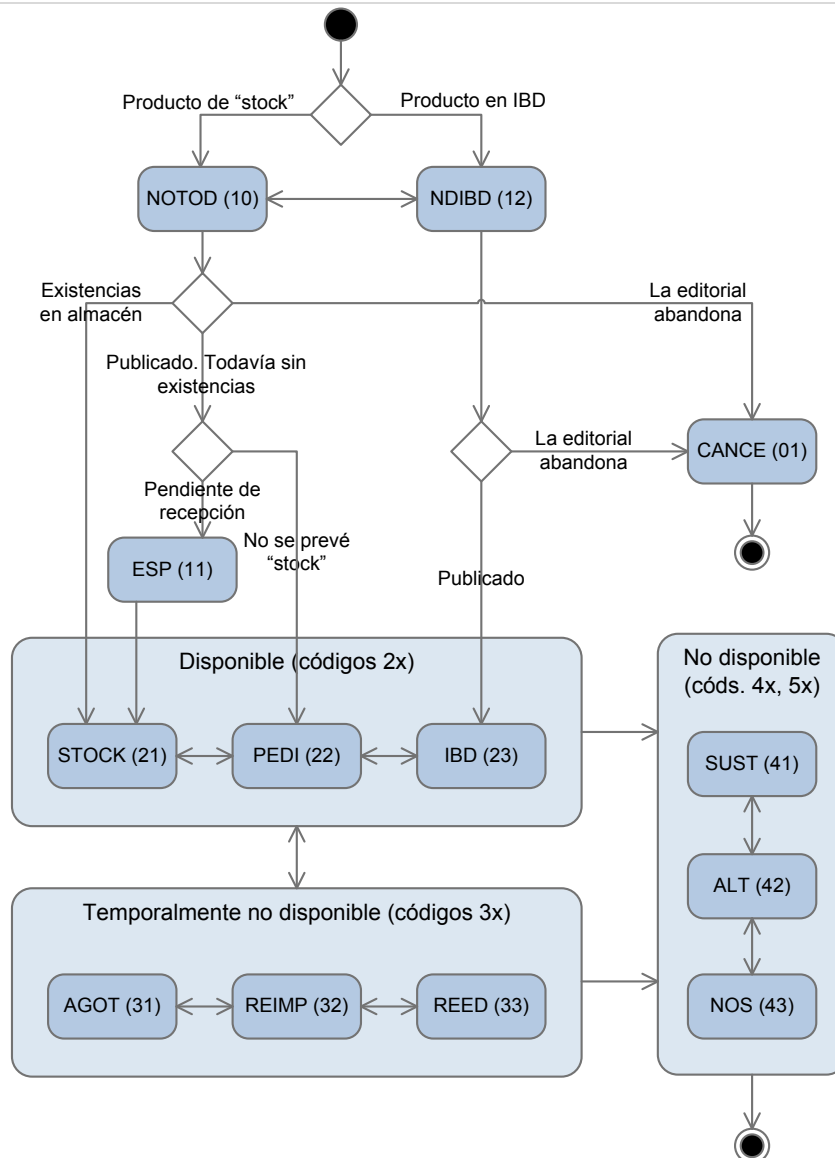 Producto de “stock”
Producto en IBD
NOTOD (10)
NDIBD (12)
Existencias
en almacén
La editorial
abandona
Publicado. Todavía sin
existencias
La editorial
abandona
CANCE (01)
Pendiente de
recepción
No se prevé
“stock”
ESP (11)
Publicado
Disponible (códigos 2x)
No disponible
(códs. 4x, 5x)
STOCK (21)
PEDI (22)
IBD (23)
SUST (41)
ALT (42)
Temporalmente no disponible (códigos 3x)
AGOT (31)
REIMP (32)
REED (33)
NOS (43)